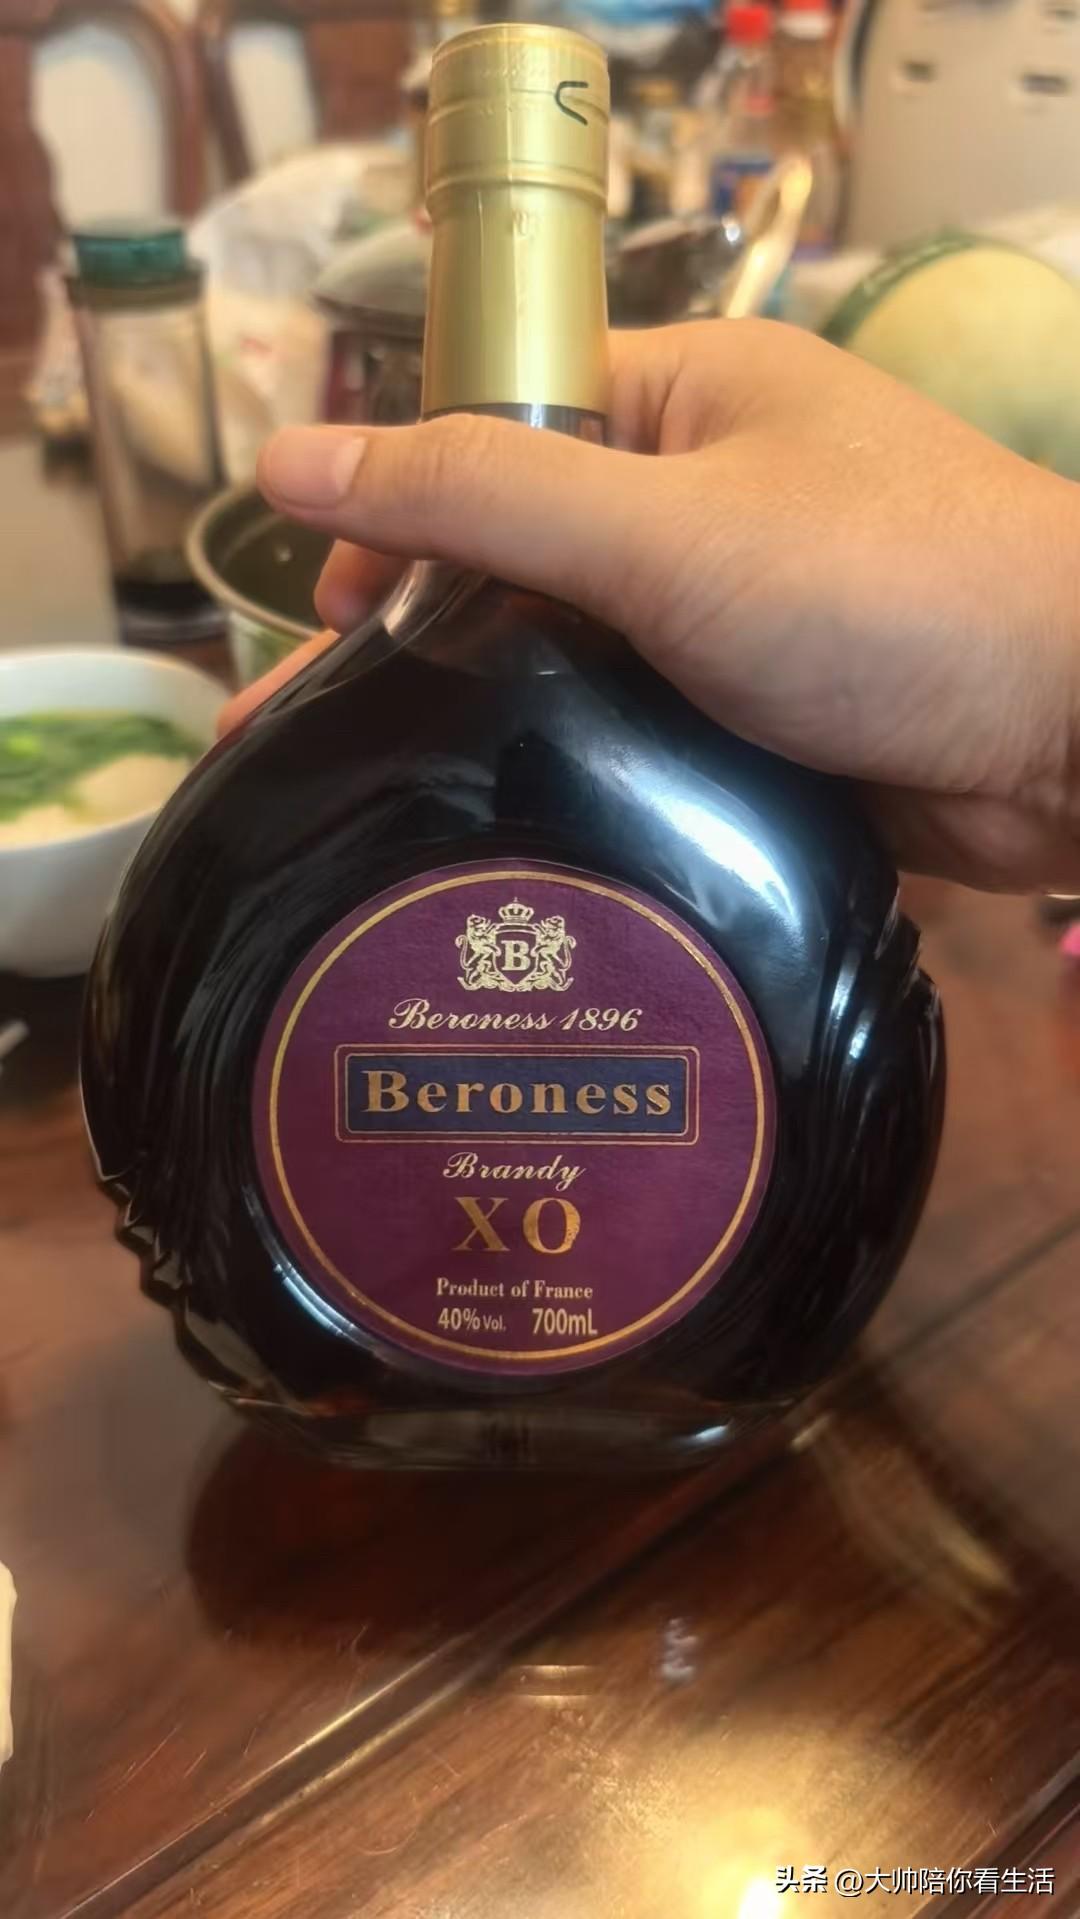 B
Beroness 1896
Beroness
Brandy
XO
Product of France
40% Vol. 700mL
头条 @大帅陪你看生活